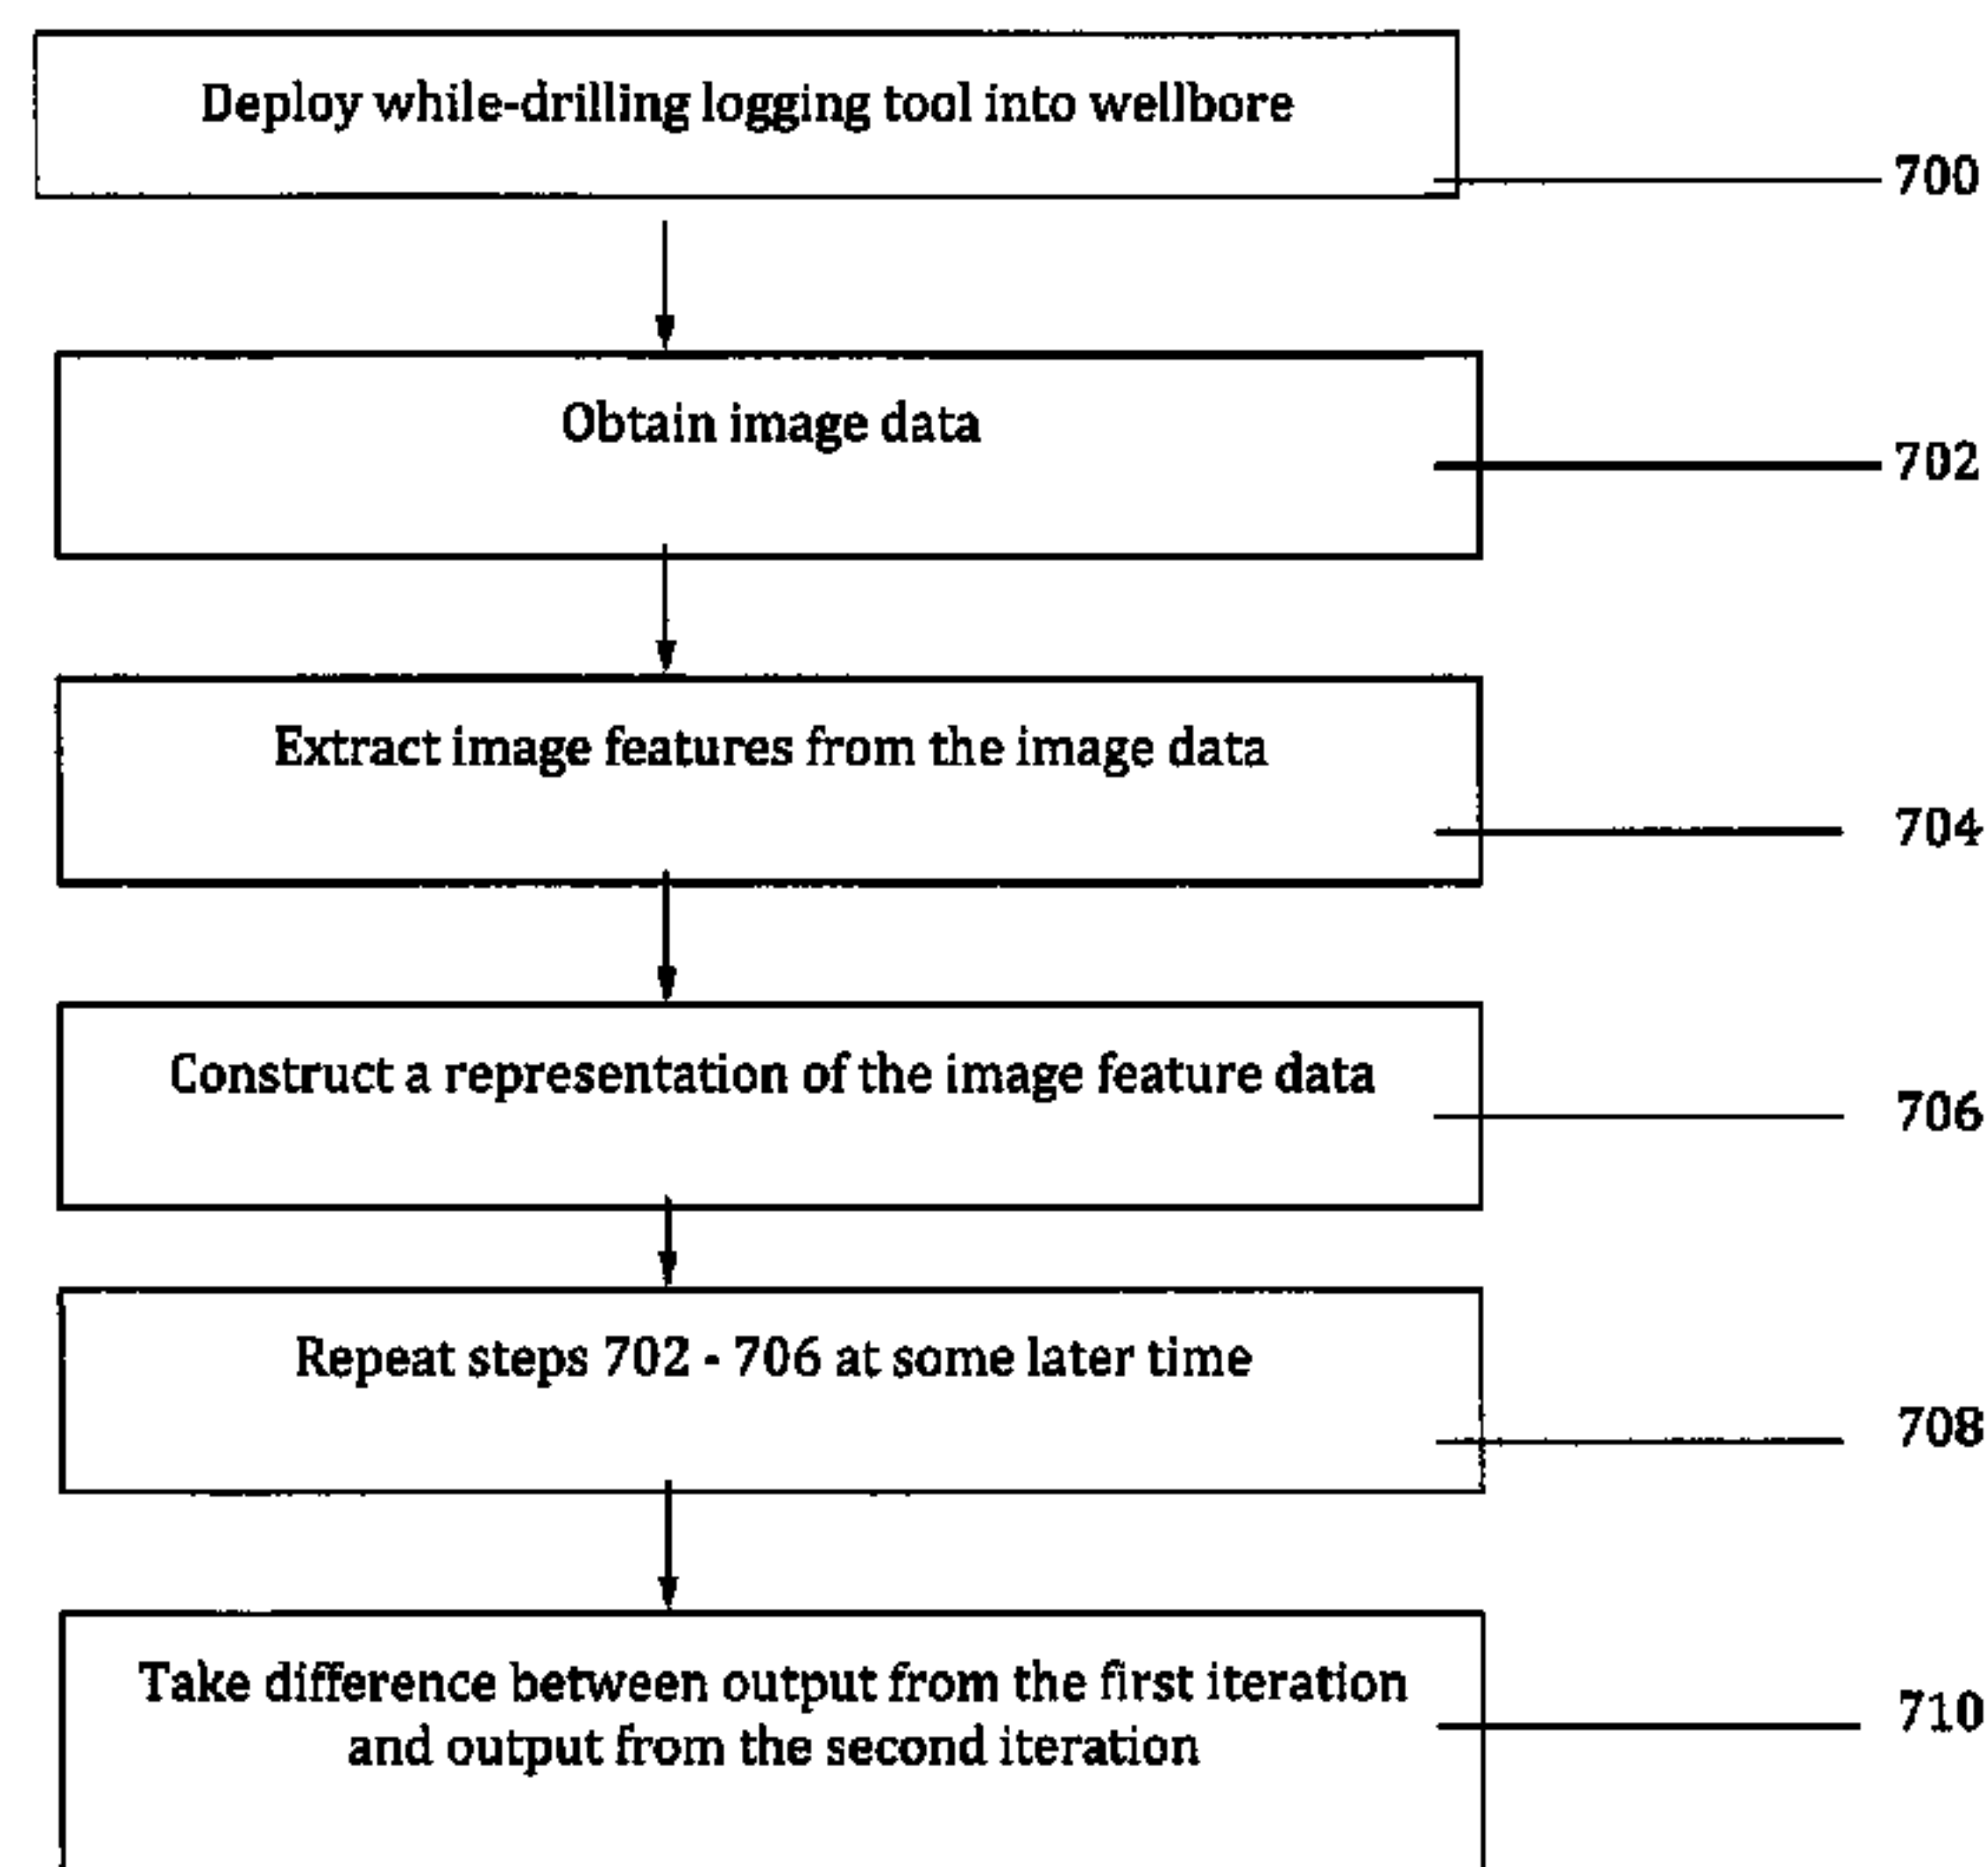 Deploy while-drilling logging tool into wellbore
700
Obtain image data
702
Extract image features from the image data
704
Construct a representation of the image feature data
706
Repeat steps 702 - 706 at some later time
708
Take difference between output from the first iteration
and output from the second iteration
710